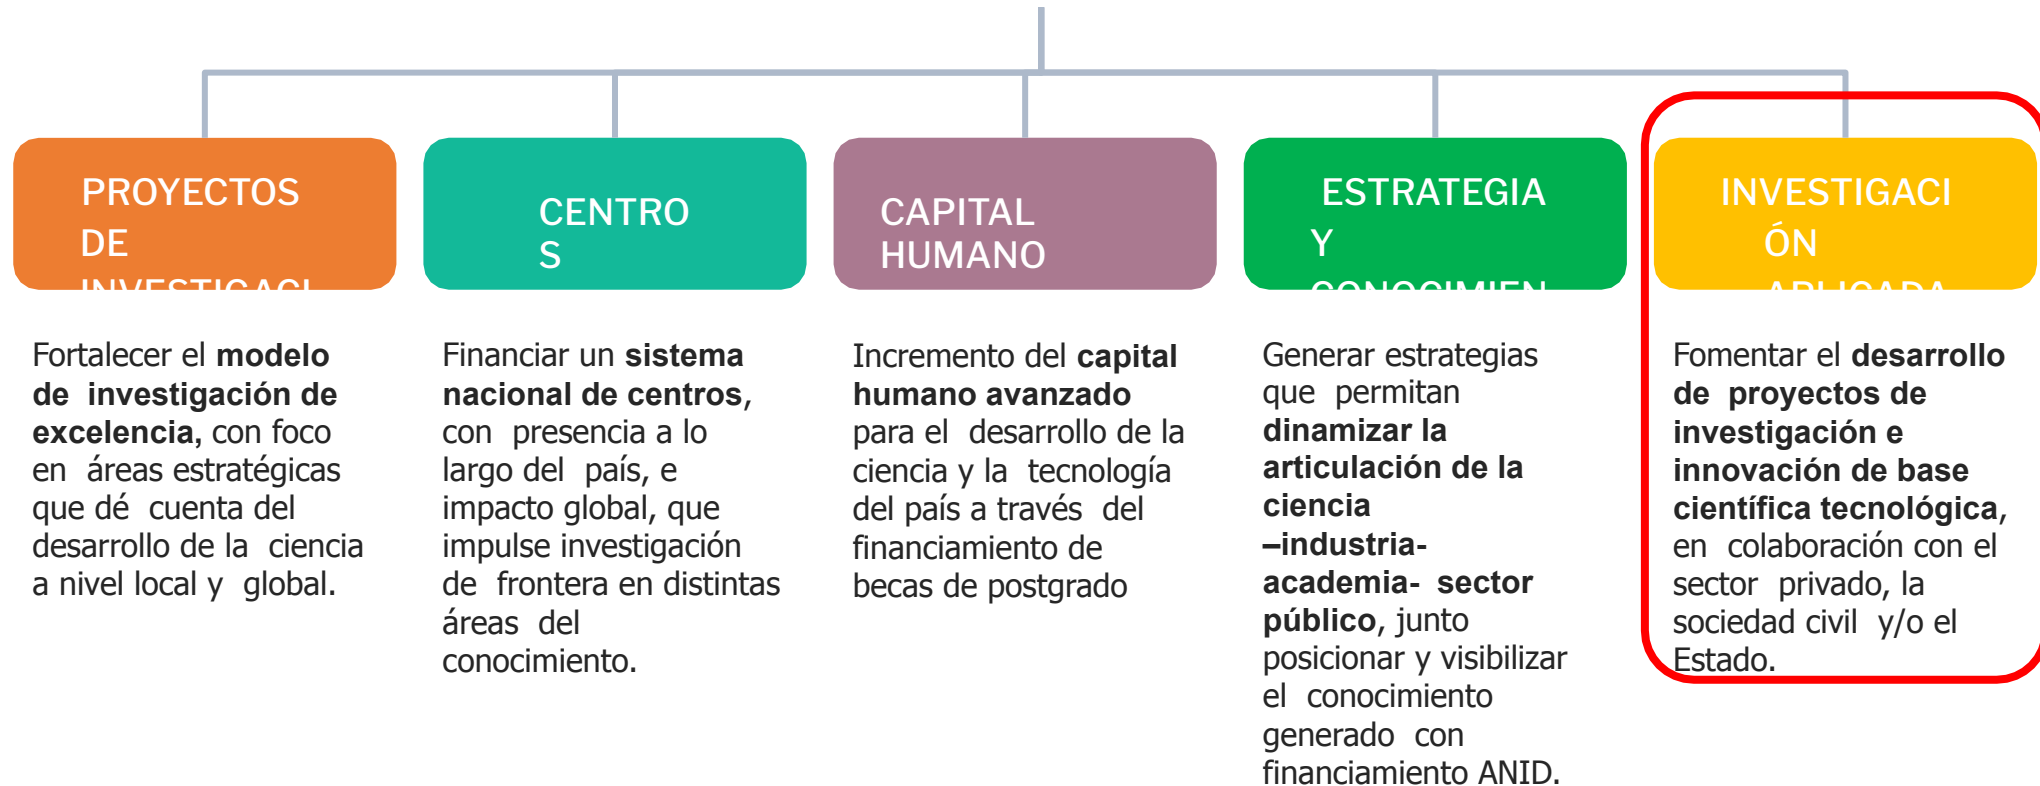 PROYECTOS
DE
INVESTIGACI
Fortalecer el modelo
de investigación de
excelencia, con foco
en áreas estratégicas
que dé cuenta del
desarrollo de la ciencia
a nivel local y global.
CENTRO
S
Financiar un sistema
nacional de centros,
con presencia a lo
largo del país, e
impacto global, que
impulse investigación
de frontera en distintas
áreas del
conocimiento.
CAPITAL
HUMANO
Incremento del capital
humano avanzado
para el desarrollo de la
ciencia y la tecnología
del país a través del
financiamiento de
becas de postgrado
ESTRATEGIA
Y
CONOCIMIEN
Generar estrategias
que permitan
dinamizar la
articulación de la
ciencia
–industria-
academia- sector
público, junto
posicionar y visibilizar
el conocimiento
generado con
financiamiento ANID.
INVESTIGACI
ÓN
APLICADA
Fomentar el desarrollo
de proyectos de
investigación e
innovación de base
científica tecnológica,
en colaboración con el
sector privado, la
sociedad civil y/o el
Estado.